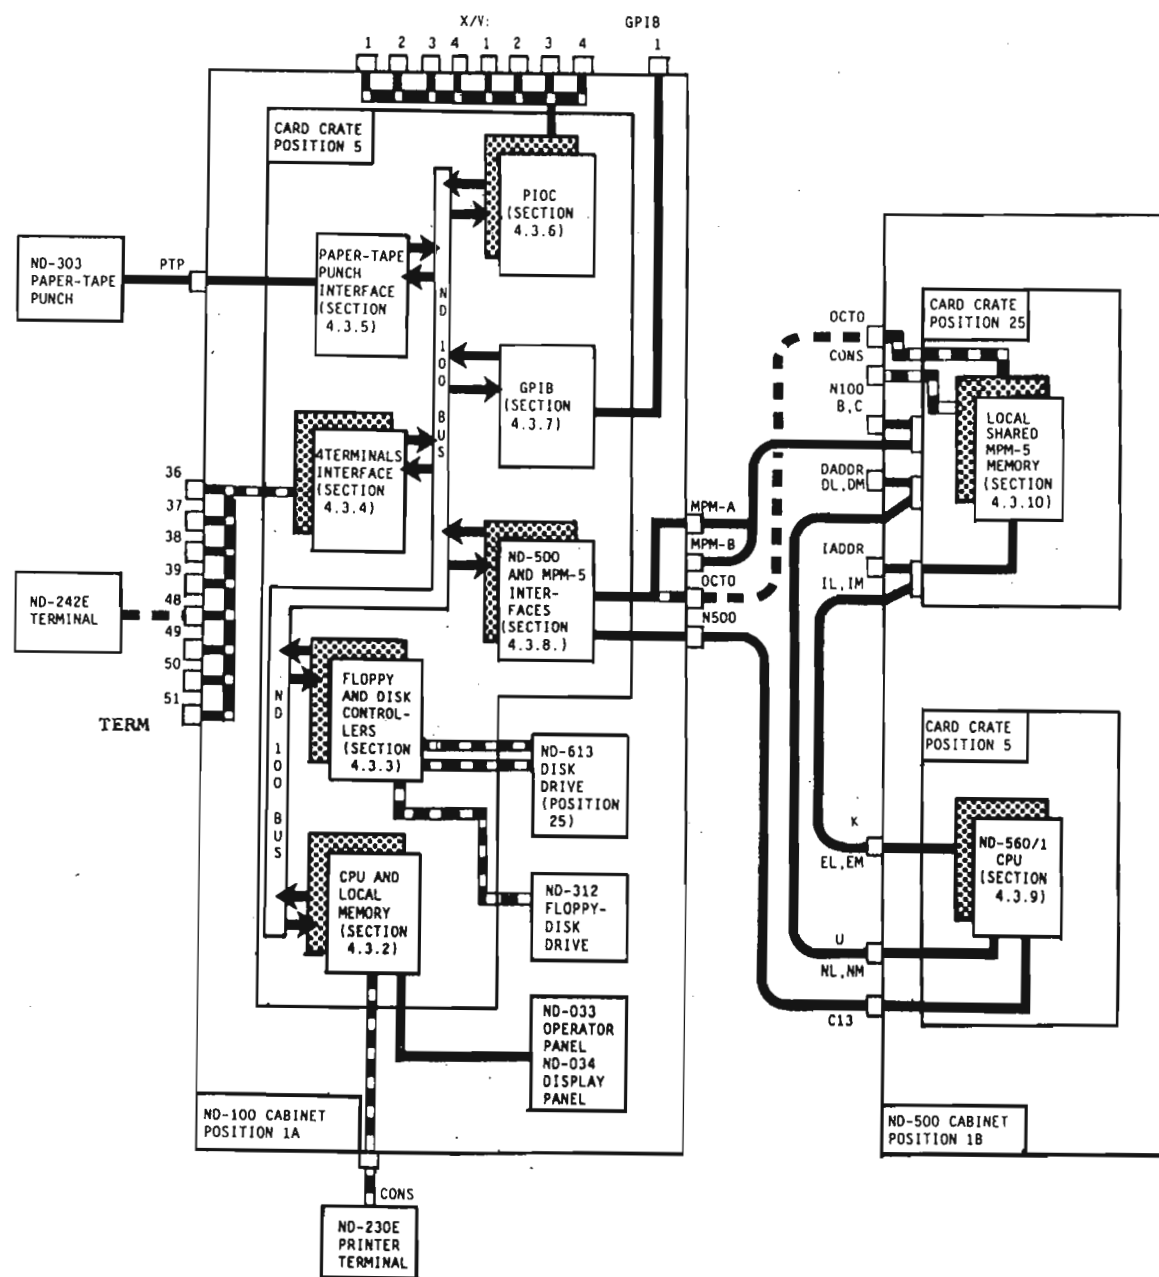 X/V:
GPIB
1 2 3 4 1 2 3 4
1
CARD CRATE
POSITION 5
PIOC
(SECTION
4.3.6)
ND-303
PAPER-TAPE
PUNCH
PTP
PAPER-TAPE
PUNCH
INTERFACE
(SECTION
4.3.5)
ND 100 BUS
GPIB
(SECTION
4.3.7)
4TERMINALS
INTERFACE
(SECTION
4.3.4)
36
37
38
39
48
49
50
51
TERM
ND-242E
TERMINAL
ND-500
AND MPM-5
INTER-
FACES
(SECTION
4.3.8.)
MPM-A
MPM-B
OCTO
N500
ND 100 BUS
FLOPPY
AND DISK
CONTROL-
LERS
(SECTION
4.3.3)
ND-613
DISK
DRIVE
(POSITION
25)
CPU AND
LOCAL
MEMORY
(SECTION
4.3.2)
ND-312
FLOPPY-
DISK
DRIVE
ND-033
OPERATOR
PANEL
ND-034
DISPLAY
PANEL
ND-100 CABINET
POSITION 1A
CONS
ND-230E
PRINTER
TERMINAL
OCTO
CONS
N100
B,C
DADDR
DL,DM
IADDR
IL,IM
CARD CRATE
POSITION 25
LOCAL
SHARED
MPM-5
MEMORY
(SECTION
4.3.10)
CARD CRATE
POSITION 5
K
EL,EM
U
NL,NM
C13
ND-560/1
CPU
(SECTION
4.3.9)
ND-500 CABINET
POSITION 1B